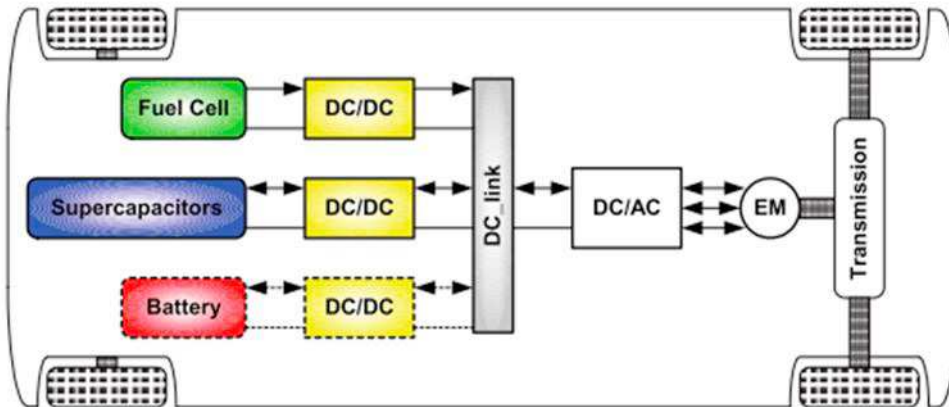 Fuel Cell
DC/DC
Supercapacitors
DC/DC
Battery
DC/DC
DC_link
DC/AC
EM
Transmission